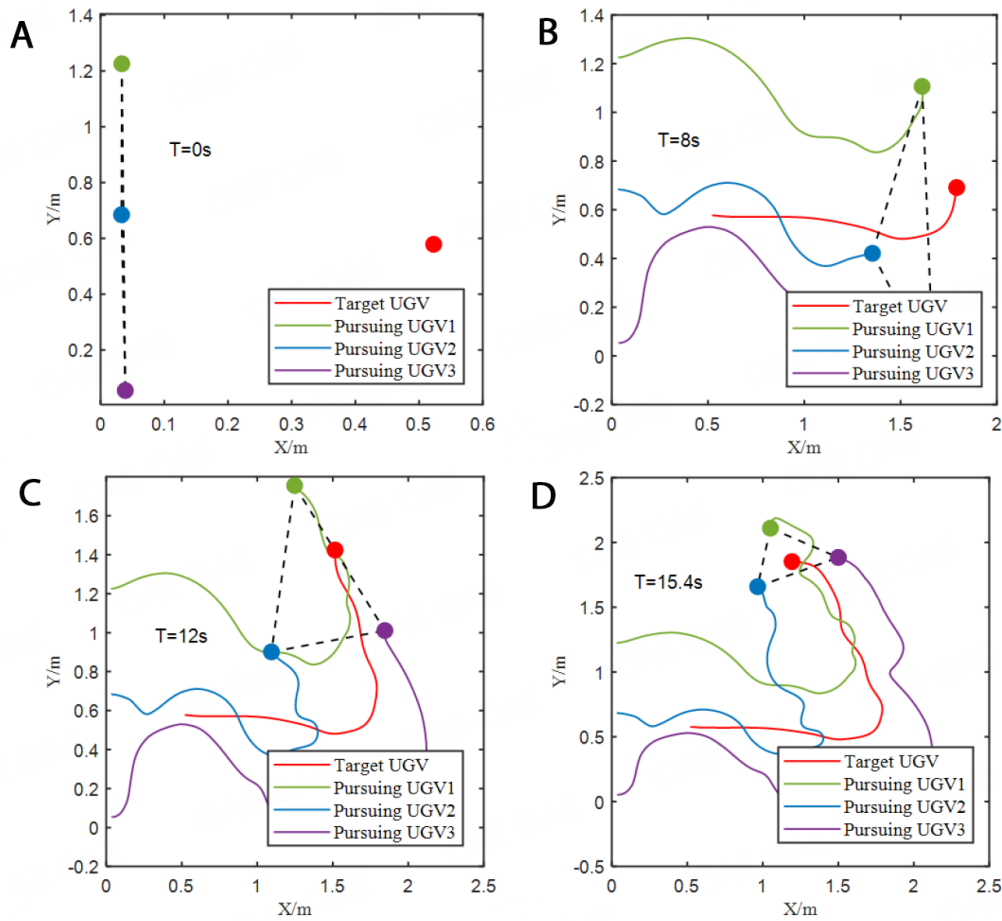 A
1.4
1.2
1
0.8
0.6
0.4
0.2
Y/m
T=0s
Target UGV
Pursuing UGV1
Pursuing UGV2
Pursuing UGV3
0 0.1 0.2 0.3 0.4 0.5 0.6
X/m
B
1.4
1.2
1
0.8
0.6
0.4
0.2
0
-0.2
Y/m
T=8s
Target UGV
Pursuing UGV1
Pursuing UGV2
Pursuing UGV3
0 0.5 1 1.5 2
X/m
C
1.6
1.4
1.2
1
0.8
0.6
0.4
0.2
0
-0.2
Y/m
T=12s
Target UGV
Pursuing UGV1
Pursuing UGV2
Pursuing UGV3
0 0.5 1 1.5 2 2.5
X/m
D
2.5
2
1.5
1
0.5
0
-0.5
Y/m
T=15.4s
Target UGV
Pursuing UGV1
Pursuing UGV2
Pursuing UGV3
0 0.5 1 1.5 2 2.5
X/m